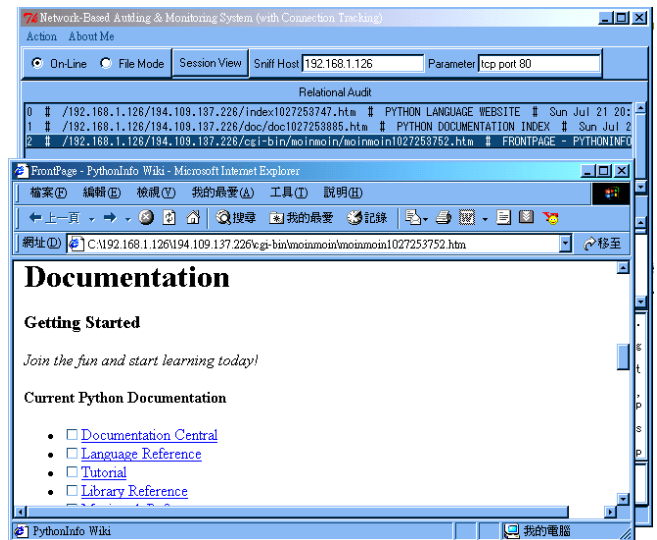 Network-Based Autding & Monitoring System (with Connection Tracking)
Action About Me
On-Line File Mode Session View Sniff Host 192.168.1.126 Parameter tcp port 80
Relational Audit
0 # /192.168.1.126/194.109.137.226/index1027253747.htm # PYTHON LANGUAGE WEBSITE # Sun Jul 21 20:
1 # /192.168.1.126/194.109.137.226/doc/doc1027253885.htm # PYTHON DOCUMENTATION INDEX # Sun Jul 2
2 # /192.168.1.126/194.109.137.226/cgi-bin/moinmoin/moinmoin1027253752.htm # FRONTPAGE - PYTHONINFO
FrontPage - PythonInfo Wiki - Microsoft Internet Explorer
檔案(F) 編輯(E) 檢視(V) 我的最愛(A) 工具(T) 說明(H)
上一頁 搜尋 我的最愛 記錄
網址(D) C:\192.168.1.126\194.109.137.226\cgi-bin\moinmoin\moinmoin1027253752.htm 移至
Documentation
Getting Started
Join the fun and start learning today!
Current Python Documentation
Documentation Central
Language Reference
Tutorial
Library Reference
PythonInfo Wiki 我的電腦